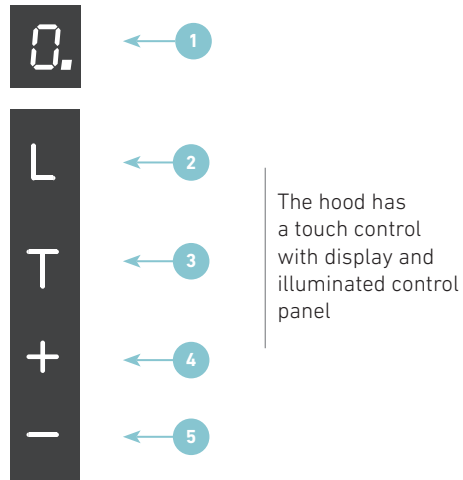 0.
1
L
2
T
3
The hood has
a touch control
with display and
illuminated control
panel
+
4
−
5